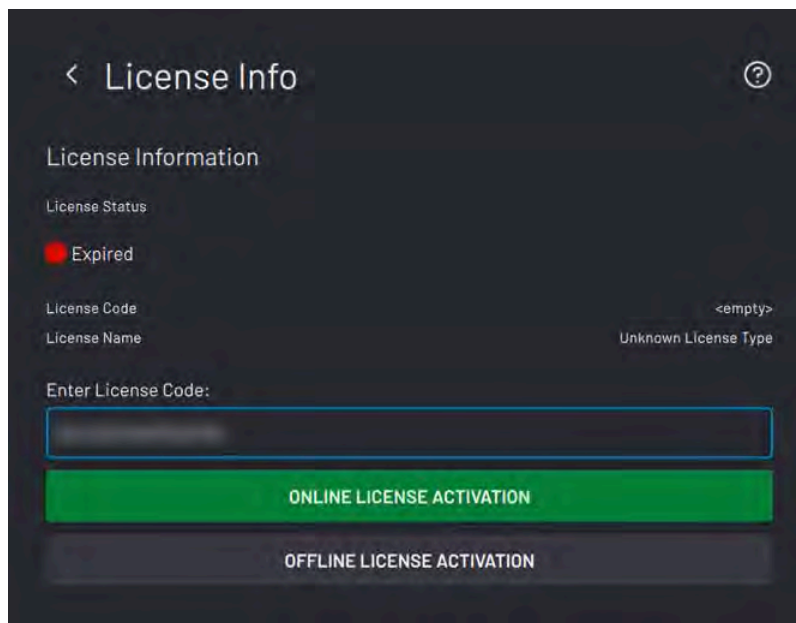 License Info
License Information
License Status
Expired
License Code <empty>
License Name Unknown License Type
Enter License Code:
ONLINE LICENSE ACTIVATION
OFFLINE LICENSE ACTIVATION